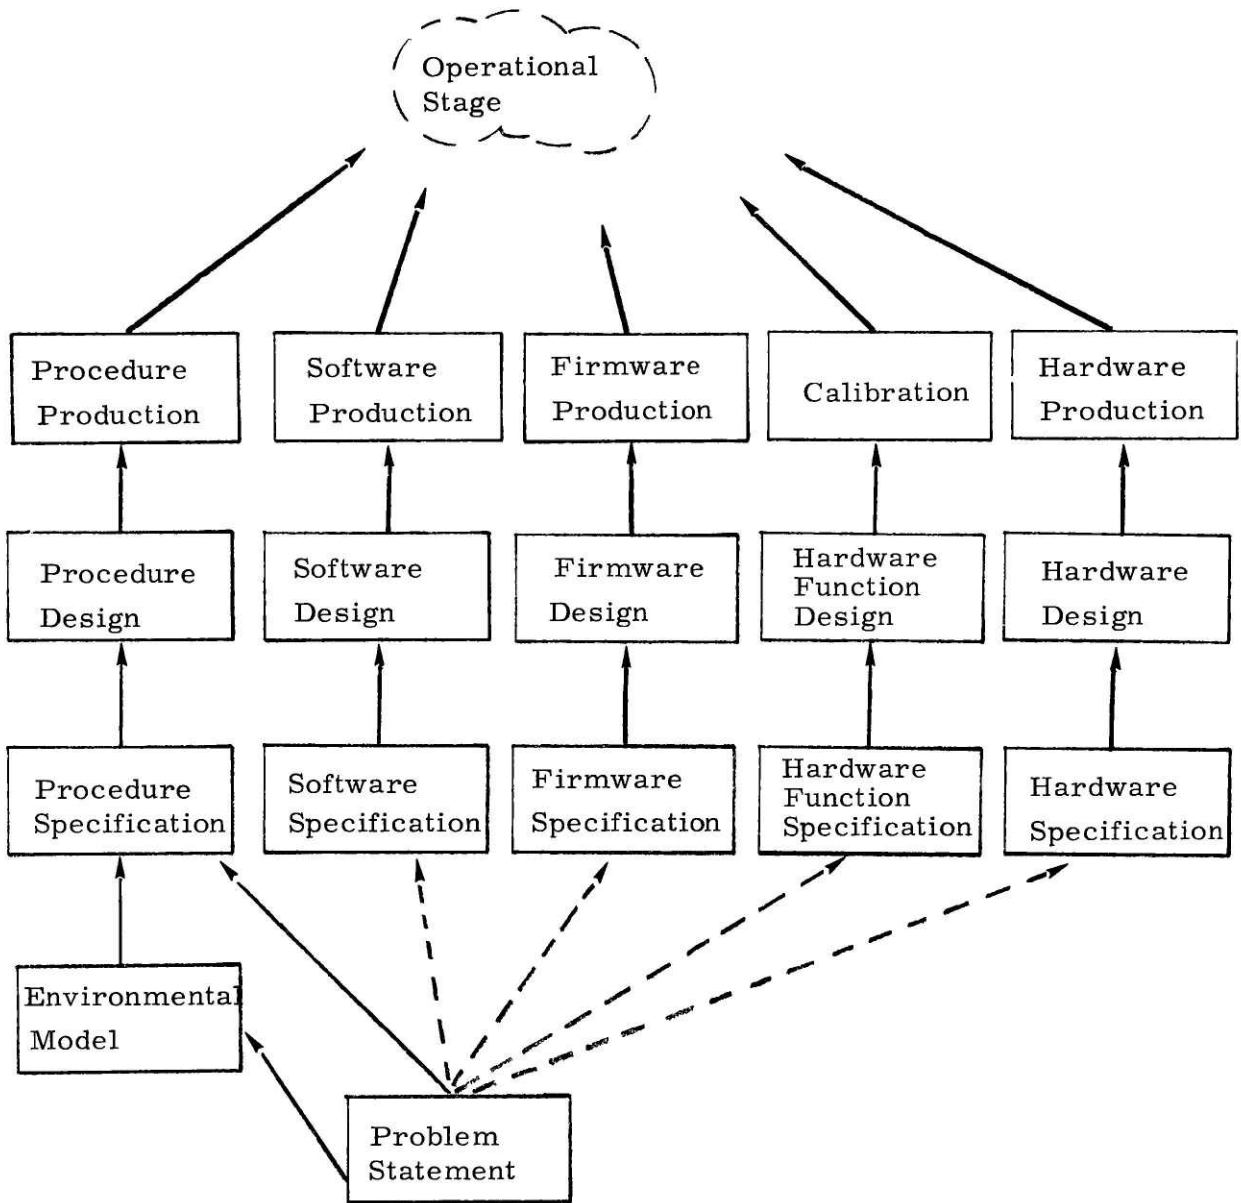 Operational
Stage
Procedure
Production
Software
Production
Firmware
Production
Calibration
Hardware
Production
Procedure
Design
Software
Design
Firmware
Design
Hardware
Function
Design
Hardware
Design
Procedure
Specification
Software
Specification
Firmware
Specification
Hardware
Function
Specification
Hardware
Specification
Environmental
Model
Problem
Statement